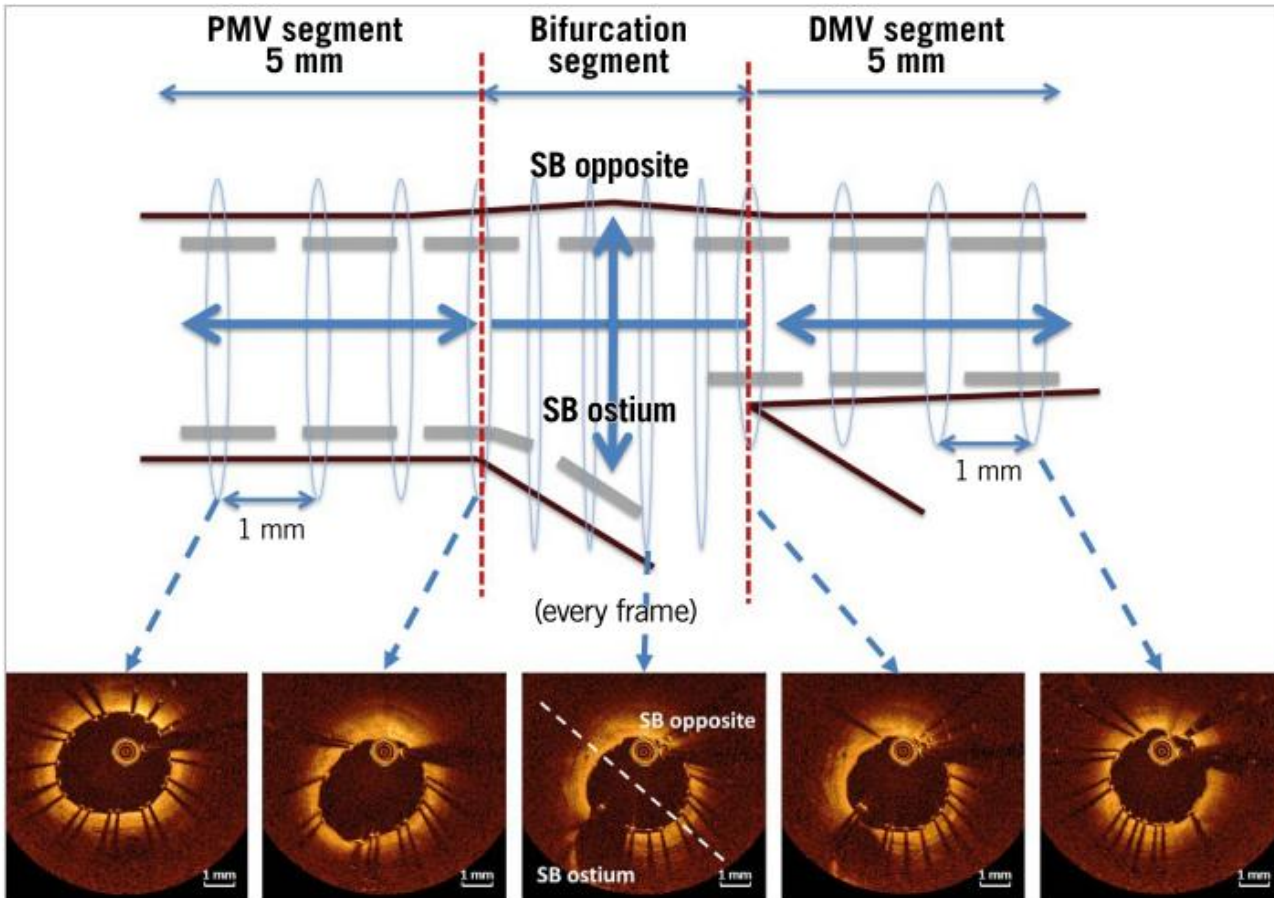 PMV segment
5 mm
Bifurcation
segment
DMV segment
5 mm
SB opposite
SB ostium
1 mm
1 mm
(every frame)
SB opposite
SB ostium
1 mm
1 mm
1 mm
1 mm
1 mm